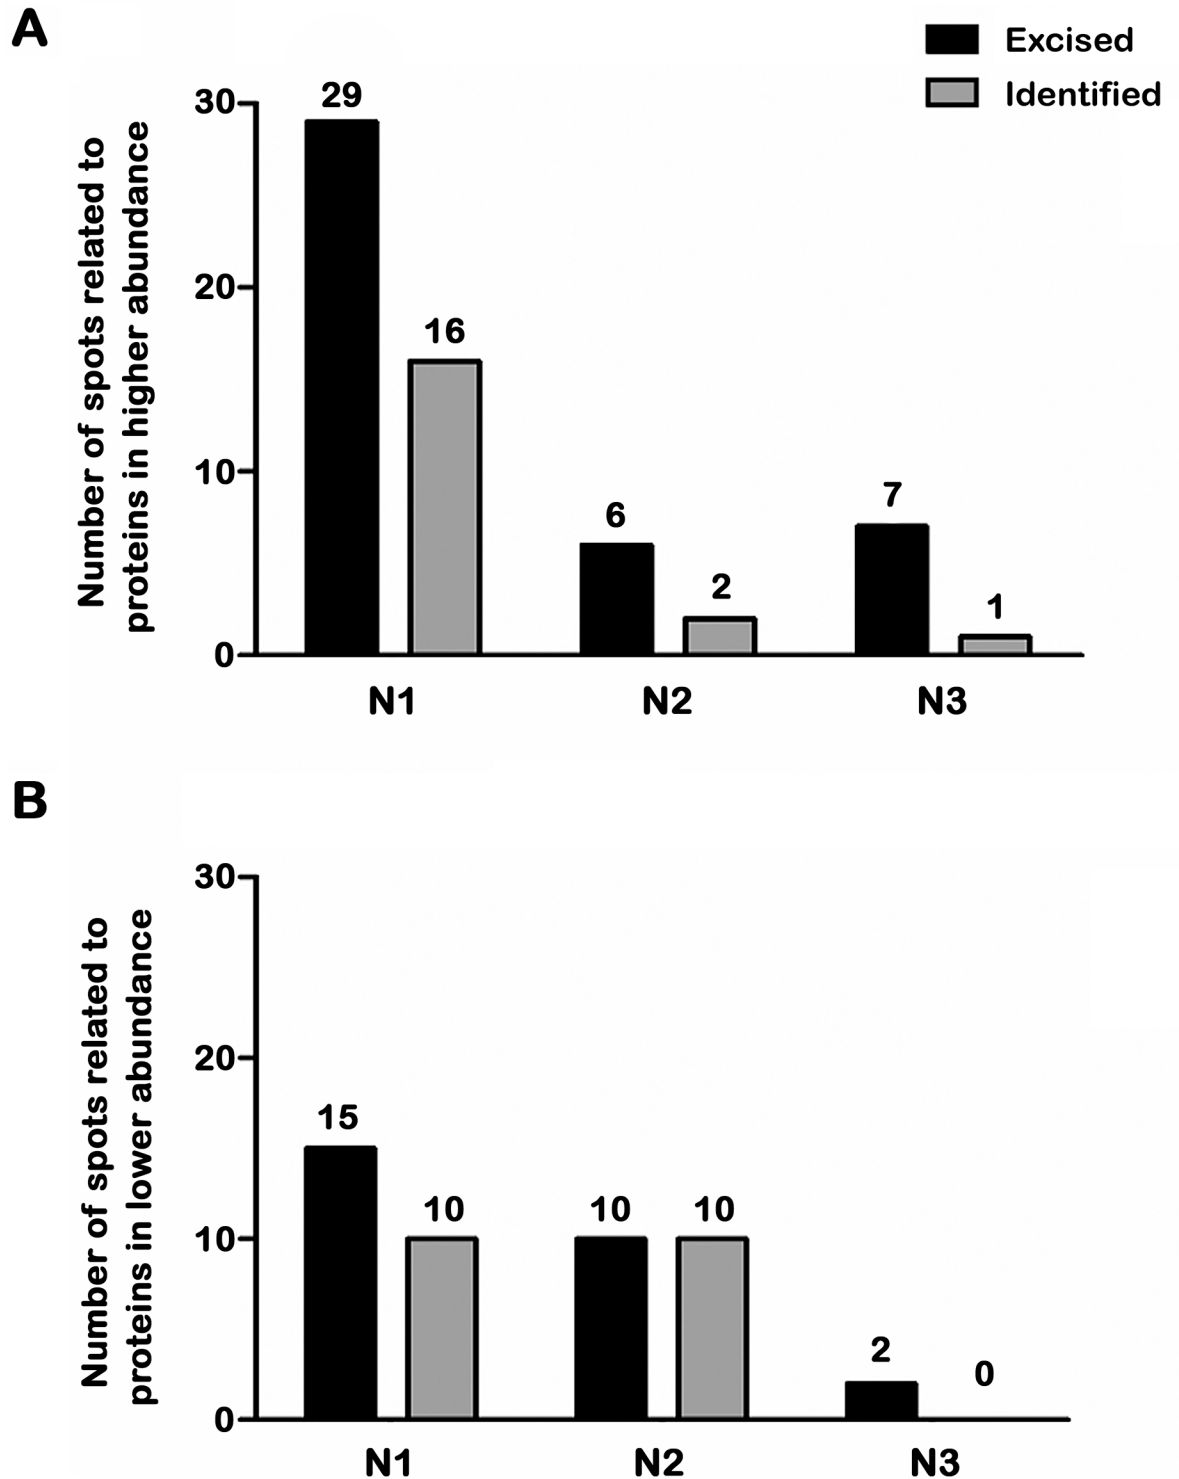 A
Excised
Identified
Number of spots related to
proteins in higher abundance
30
20
10
0
29
16
6
2
7
1
N1
N2
N3
B
Number of spots related to
proteins in lower abundance
30
20
10
0
15
10
10
10
2
0
N1
N2
N3